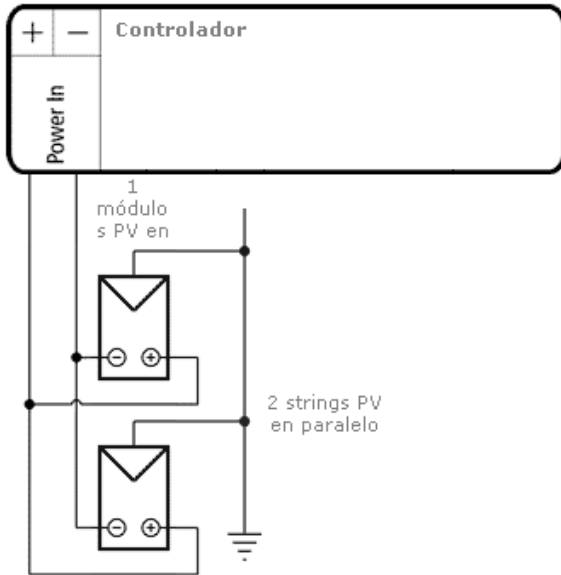 + − Controlador
Power In
1
módulo
s PV en
− +
2 strings PV
en paralelo
− +